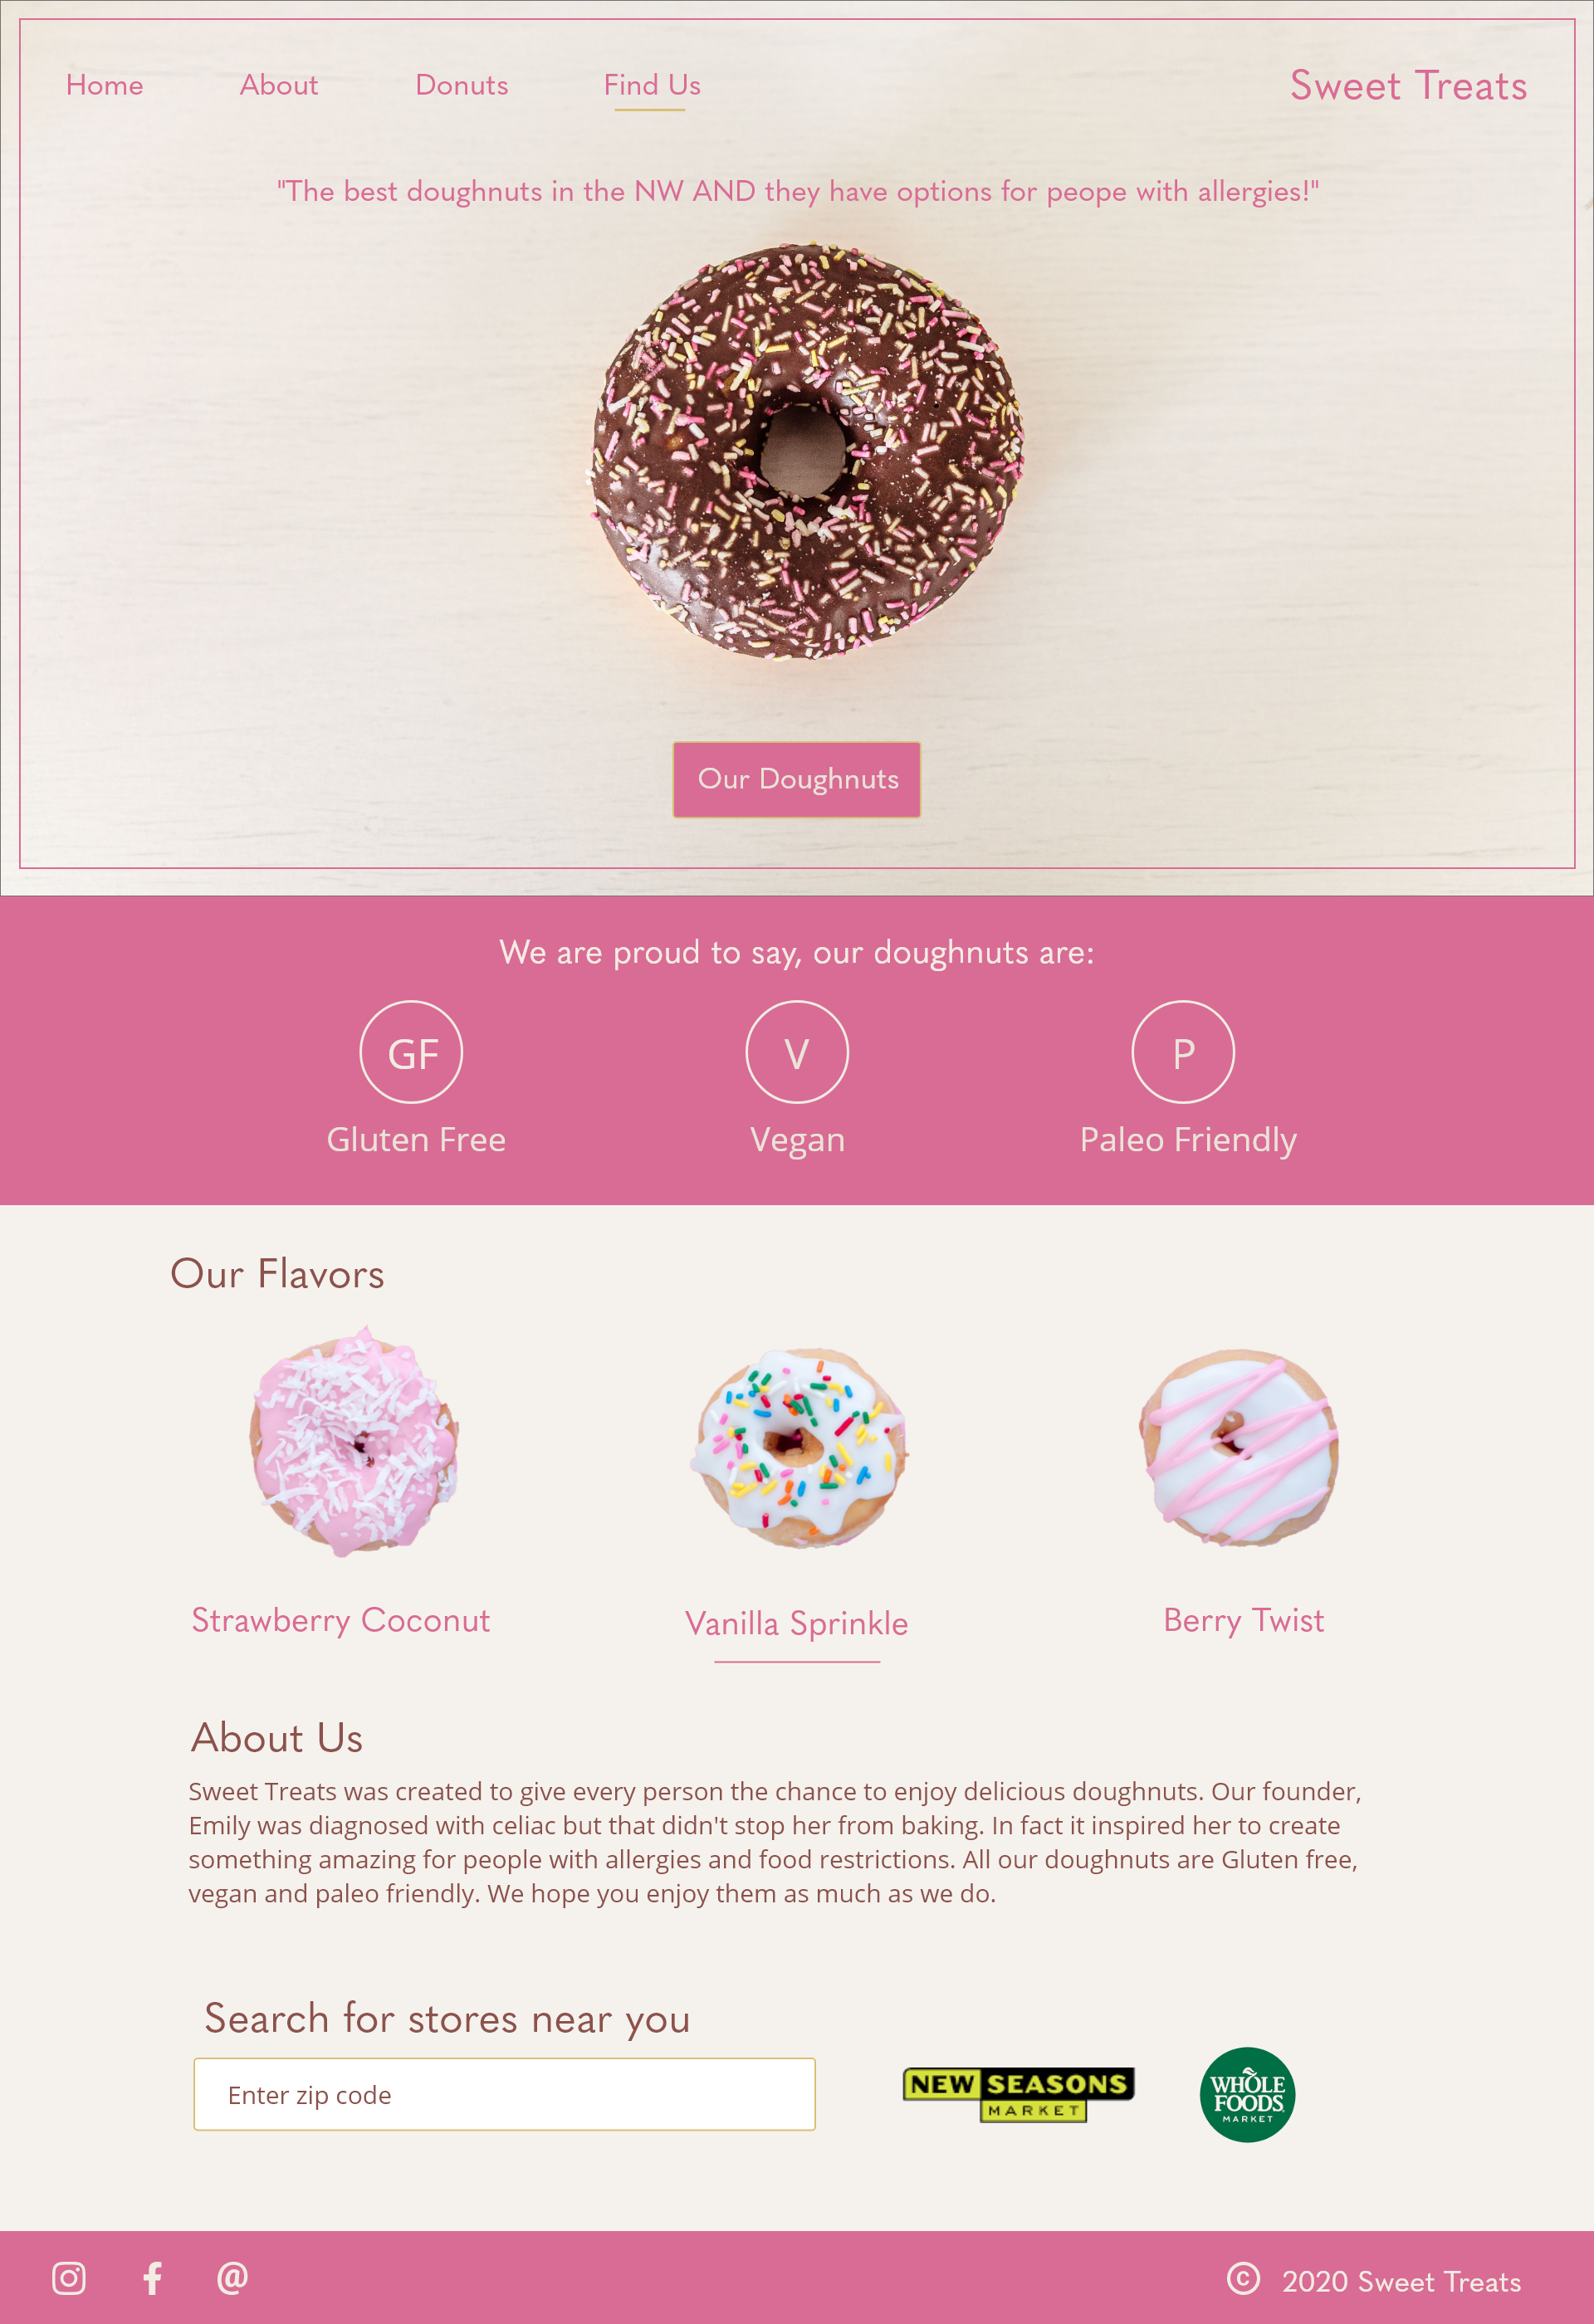 Home About Donuts Find Us Sweet Treats
"The best doughnuts in the NW AND they have options for peope with allergies!"
Our Doughnuts
We are proud to say, our doughnuts are:
GF V P
Gluten Free Vegan Paleo Friendly
Our Flavors
Strawberry Coconut Vanilla Sprinkle Berry Twist
About Us
Sweet Treats was created to give every person the chance to enjoy delicious doughnuts. Our founder,
Emily was diagnosed with celiac but that didn't stop her from baking. In fact it inspired her to create
something amazing for people with allergies and food restrictions. All our doughnuts are Gluten free,
vegan and paleo friendly. We hope you enjoy them as much as we do.
Search for stores near you
Enter zip code
NEW SEASONS
MARKET
WHOLE
FOODS
MARKET
@ © 2020 Sweet Treats